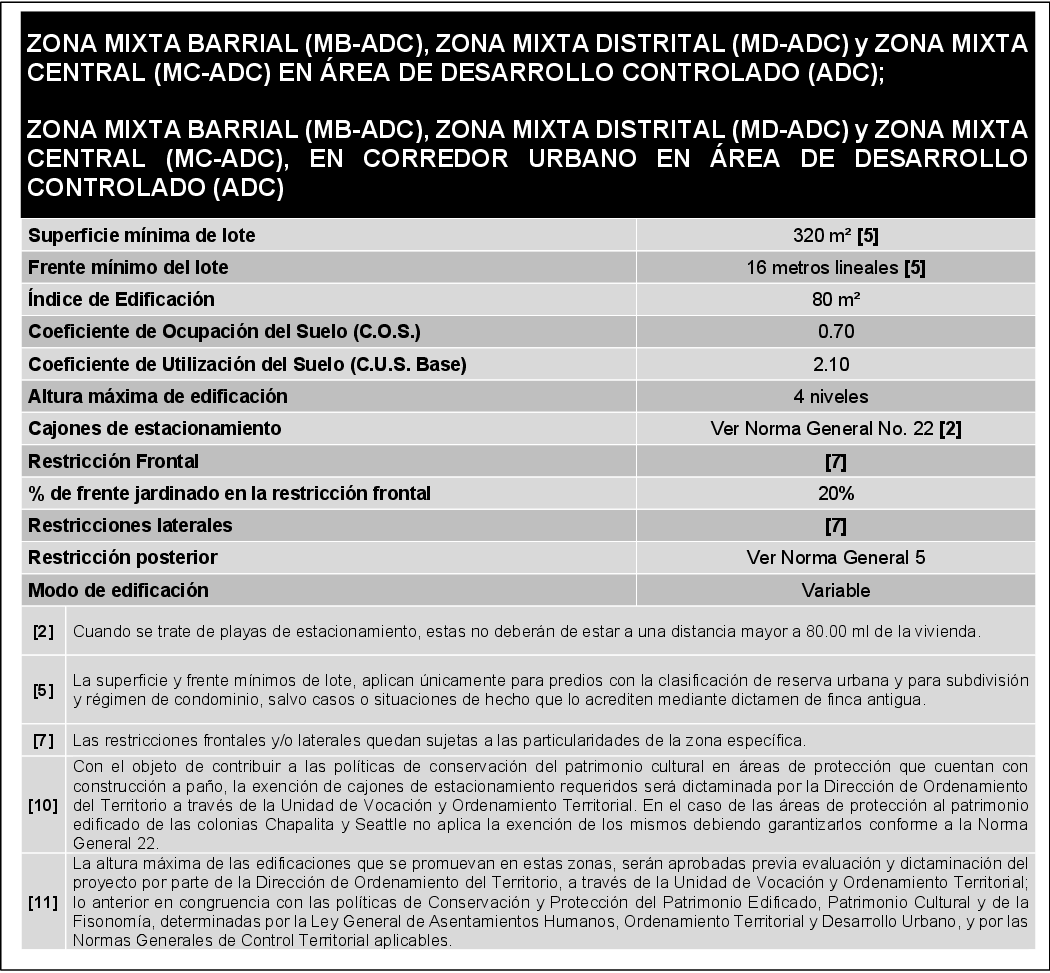 ZONA MIXTA BARRIAL (MB-ADC), ZONA MIXTA DISTRITAL (MD-ADC) y ZONA MIXTA
CENTRAL (MC-ADC) EN ÁREA DE DESARROLLO CONTROLADO (ADC);
ZONA MIXTA BARRIAL (MB-ADC), ZONA MIXTA DISTRITAL (MD-ADC) y ZONA MIXTA
CENTRAL (MC-ADC), EN CORREDOR URBANO EN ÁREA DE DESARROLLO
CONTROLADO (ADC)
Superficie mínima de lote 320 m² [5]
Frente mínimo del lote 16 metros lineales [5]
Índice de Edificación 80 m²
Coeficiente de Ocupación del Suelo (C.O.S.) 0.70
Coeficiente de Utilización del Suelo (C.U.S. Base) 2.10
Altura máxima de edificación 4 niveles
Cajones de estacionamiento Ver Norma General No. 22 [2]
Restricción Frontal [7]
% de frente jardinado en la restricción frontal 20%
Restricciones laterales [7]
Restricción posterior Ver Norma General 5
Modo de edificación Variable
[2] Cuando se trate de playas de estacionamiento, estas no deberán de estar a una distancia mayor a 80.00 ml de la vivienda.
[5] La superficie y frente mínimos de lote, aplican únicamente para predios con la clasificación de reserva urbana y para subdivisión
y régimen de condominio, salvo casos o situaciones de hecho que lo acrediten mediante dictamen de finca antigua.
[7] Las restricciones frontales y/o laterales quedan sujetas a las particularidades de la zona específica.
[10] Con el objeto de contribuir a las políticas de conservación del patrimonio cultural en áreas de protección que cuentan con
construcción a paño, la exención de cajones de estacionamiento requeridos será dictaminada por la Dirección de Ordenamiento
del Territorio a través de la Unidad de Vocación y Ordenamiento Territorial. En el caso de las áreas de protección al patrimonio
edificado de las colonias Chapalita y Seattle no aplica la exención de los mismos debiendo garantizarlos conforme a la Norma
General 22.
[11] La altura máxima de las edificaciones que se promuevan en estas zonas, serán aprobadas previa evaluación y dictaminación del
proyecto por parte de la Dirección de Ordenamiento del Territorio, a través de la Unidad de Vocación y Ordenamiento Territorial;
lo anterior en congruencia con las políticas de Conservación y Protección del Patrimonio Edificado, Patrimonio Cultural y de la
Fisonomía, determinadas por la Ley General de Asentamientos Humanos, Ordenamiento Territorial y Desarrollo Urbano, y por las
Normas Generales de Control Territorial aplicables.